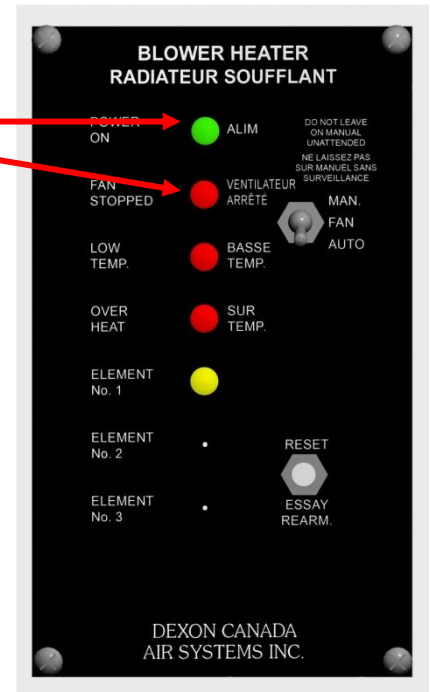 BLOWER HEATER
RADIATEUR SOUFFLANT
POWER
ON
ALIM
DO NOT LEAVE
ON MANUAL
UNATTENDED
NE LAISSEZ PAS
SUR MANUEL SANS
SURVEILLANCE
FAN
STOPPED
VENTILATEUR
ARRÊTÉ
MAN.
FAN
AUTO
LOW
TEMP.
BASSE
TEMP.
OVER
HEAT
SUR
TEMP.
ELEMENT
No. 1
ELEMENT
No. 2
RESET
ELEMENT
No. 3
ESSAY
REARM.
DEXON CANADA
AIR SYSTEMS INC.